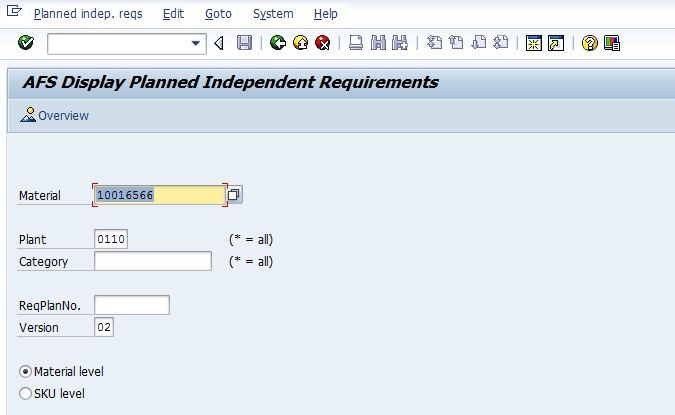 Planned indep. reqs Edit Goto System Help
AFS Display Planned Independent Requirements
Overview
Material 10016566
Plant 0110 (* = all)
Category (* = all)
ReqPlanNo.
Version 02
Material level
SKU level